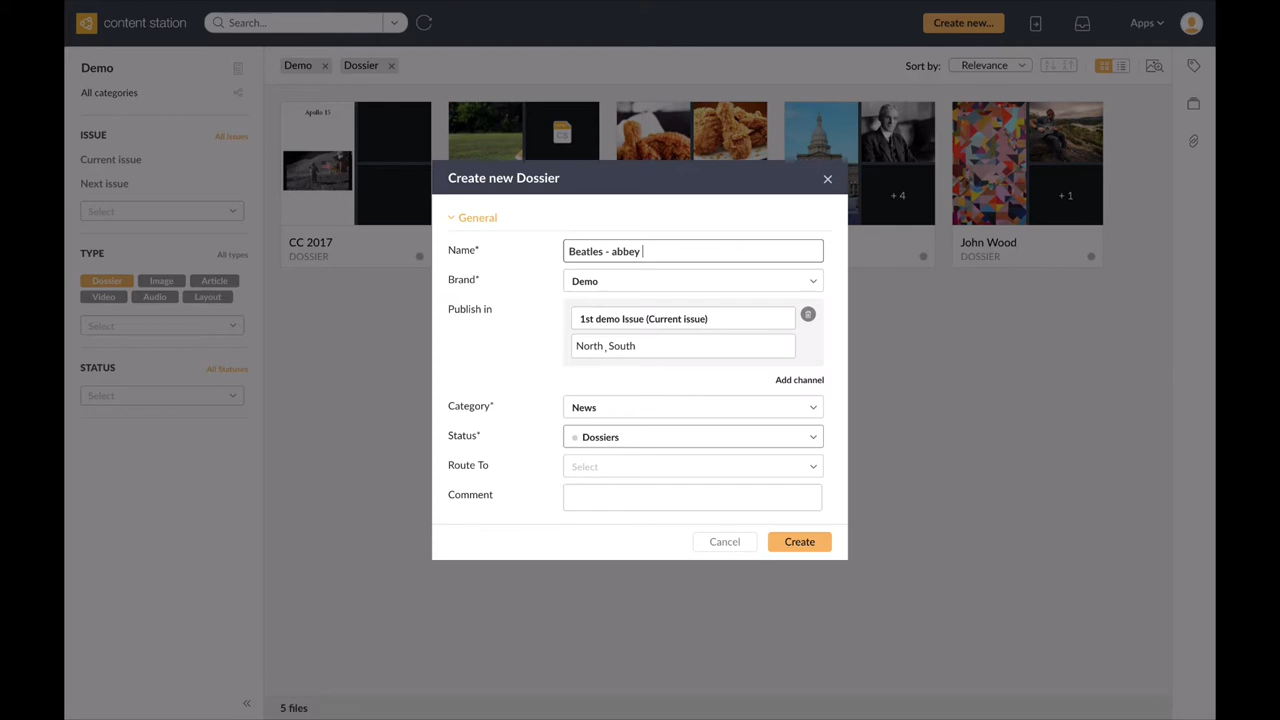 content station
Search...
Create new...
Apps
Demo
All categories
ISSUE
All Issues
Current issue
Next issue
Select
TYPE
All types
Dossier
Image
Article
Video
Audio
Layout
Select
STATUS
All Statuses
Select
Demo
Dossier
Sort by:
Relevance
Apollo 15
CS
+ 4
+ 1
CC 2017
DOSSIER
John Wood
DOSSIER
Create new Dossier
General
Name*
Beatles - abbey
Brand*
Demo
Publish in
1st demo Issue (Current issue)
North , South
Add channel
Category*
News
Status*
Dossiers
Route To
Select
Comment
Cancel
Create
5 files